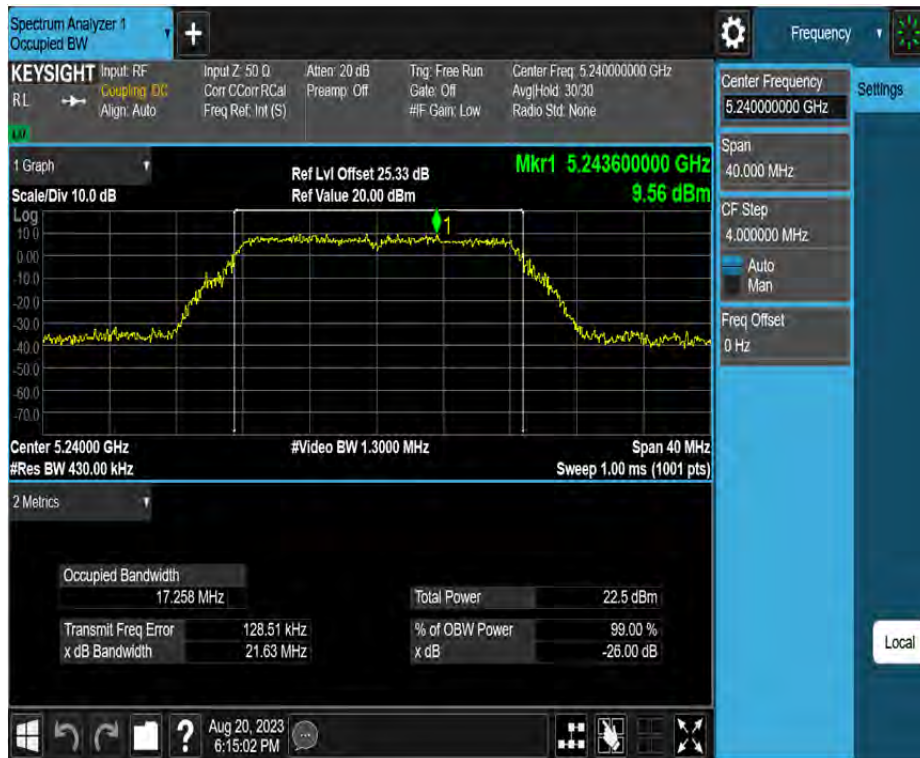 Spectrum Analyzer 1
Occupied BW
+
Frequency
KEYSIGHT
RL
Input: RF
Coupling: DC
Align: Auto
Input Z: 50 Ω
Corr CCorr RCal
Freq Ref: Int (S)
Atten: 20 dB
Preamp: Off
Trig: Free Run
Gate: Off
#IF Gain: Low
Center Freq: 5.240000000 GHz
Avg|Hold: 30/30
Radio Std: None
Center Frequency
5.240000000 GHz
Settings
Span
40.000 MHz
CF Step
4.000000 MHz
Auto
Man
Freq Offset
0 Hz
Local
1 Graph
Scale/Div 10.0 dB
Ref Lvl Offset 25.33 dB
Ref Value 20.00 dBm
Mkr1 5.243600000 GHz
9.56 dBm
Log
10.0
0.00
-10.0
-20.0
-30.0
-40.0
-50.0
-60.0
-70.0
1
Center 5.24000 GHz
#Res BW 430.00 kHz
#Video BW 1.3000 MHz
Span 40 MHz
Sweep 1.00 ms (1001 pts)
2 Metrics
Occupied Bandwidth
17.258 MHz
Total Power 22.5 dBm
Transmit Freq Error 128.51 kHz
% of OBW Power 99.00 %
x dB Bandwidth 21.63 MHz
x dB -26.00 dB
?
Aug 20, 2023
6:15:02 PM